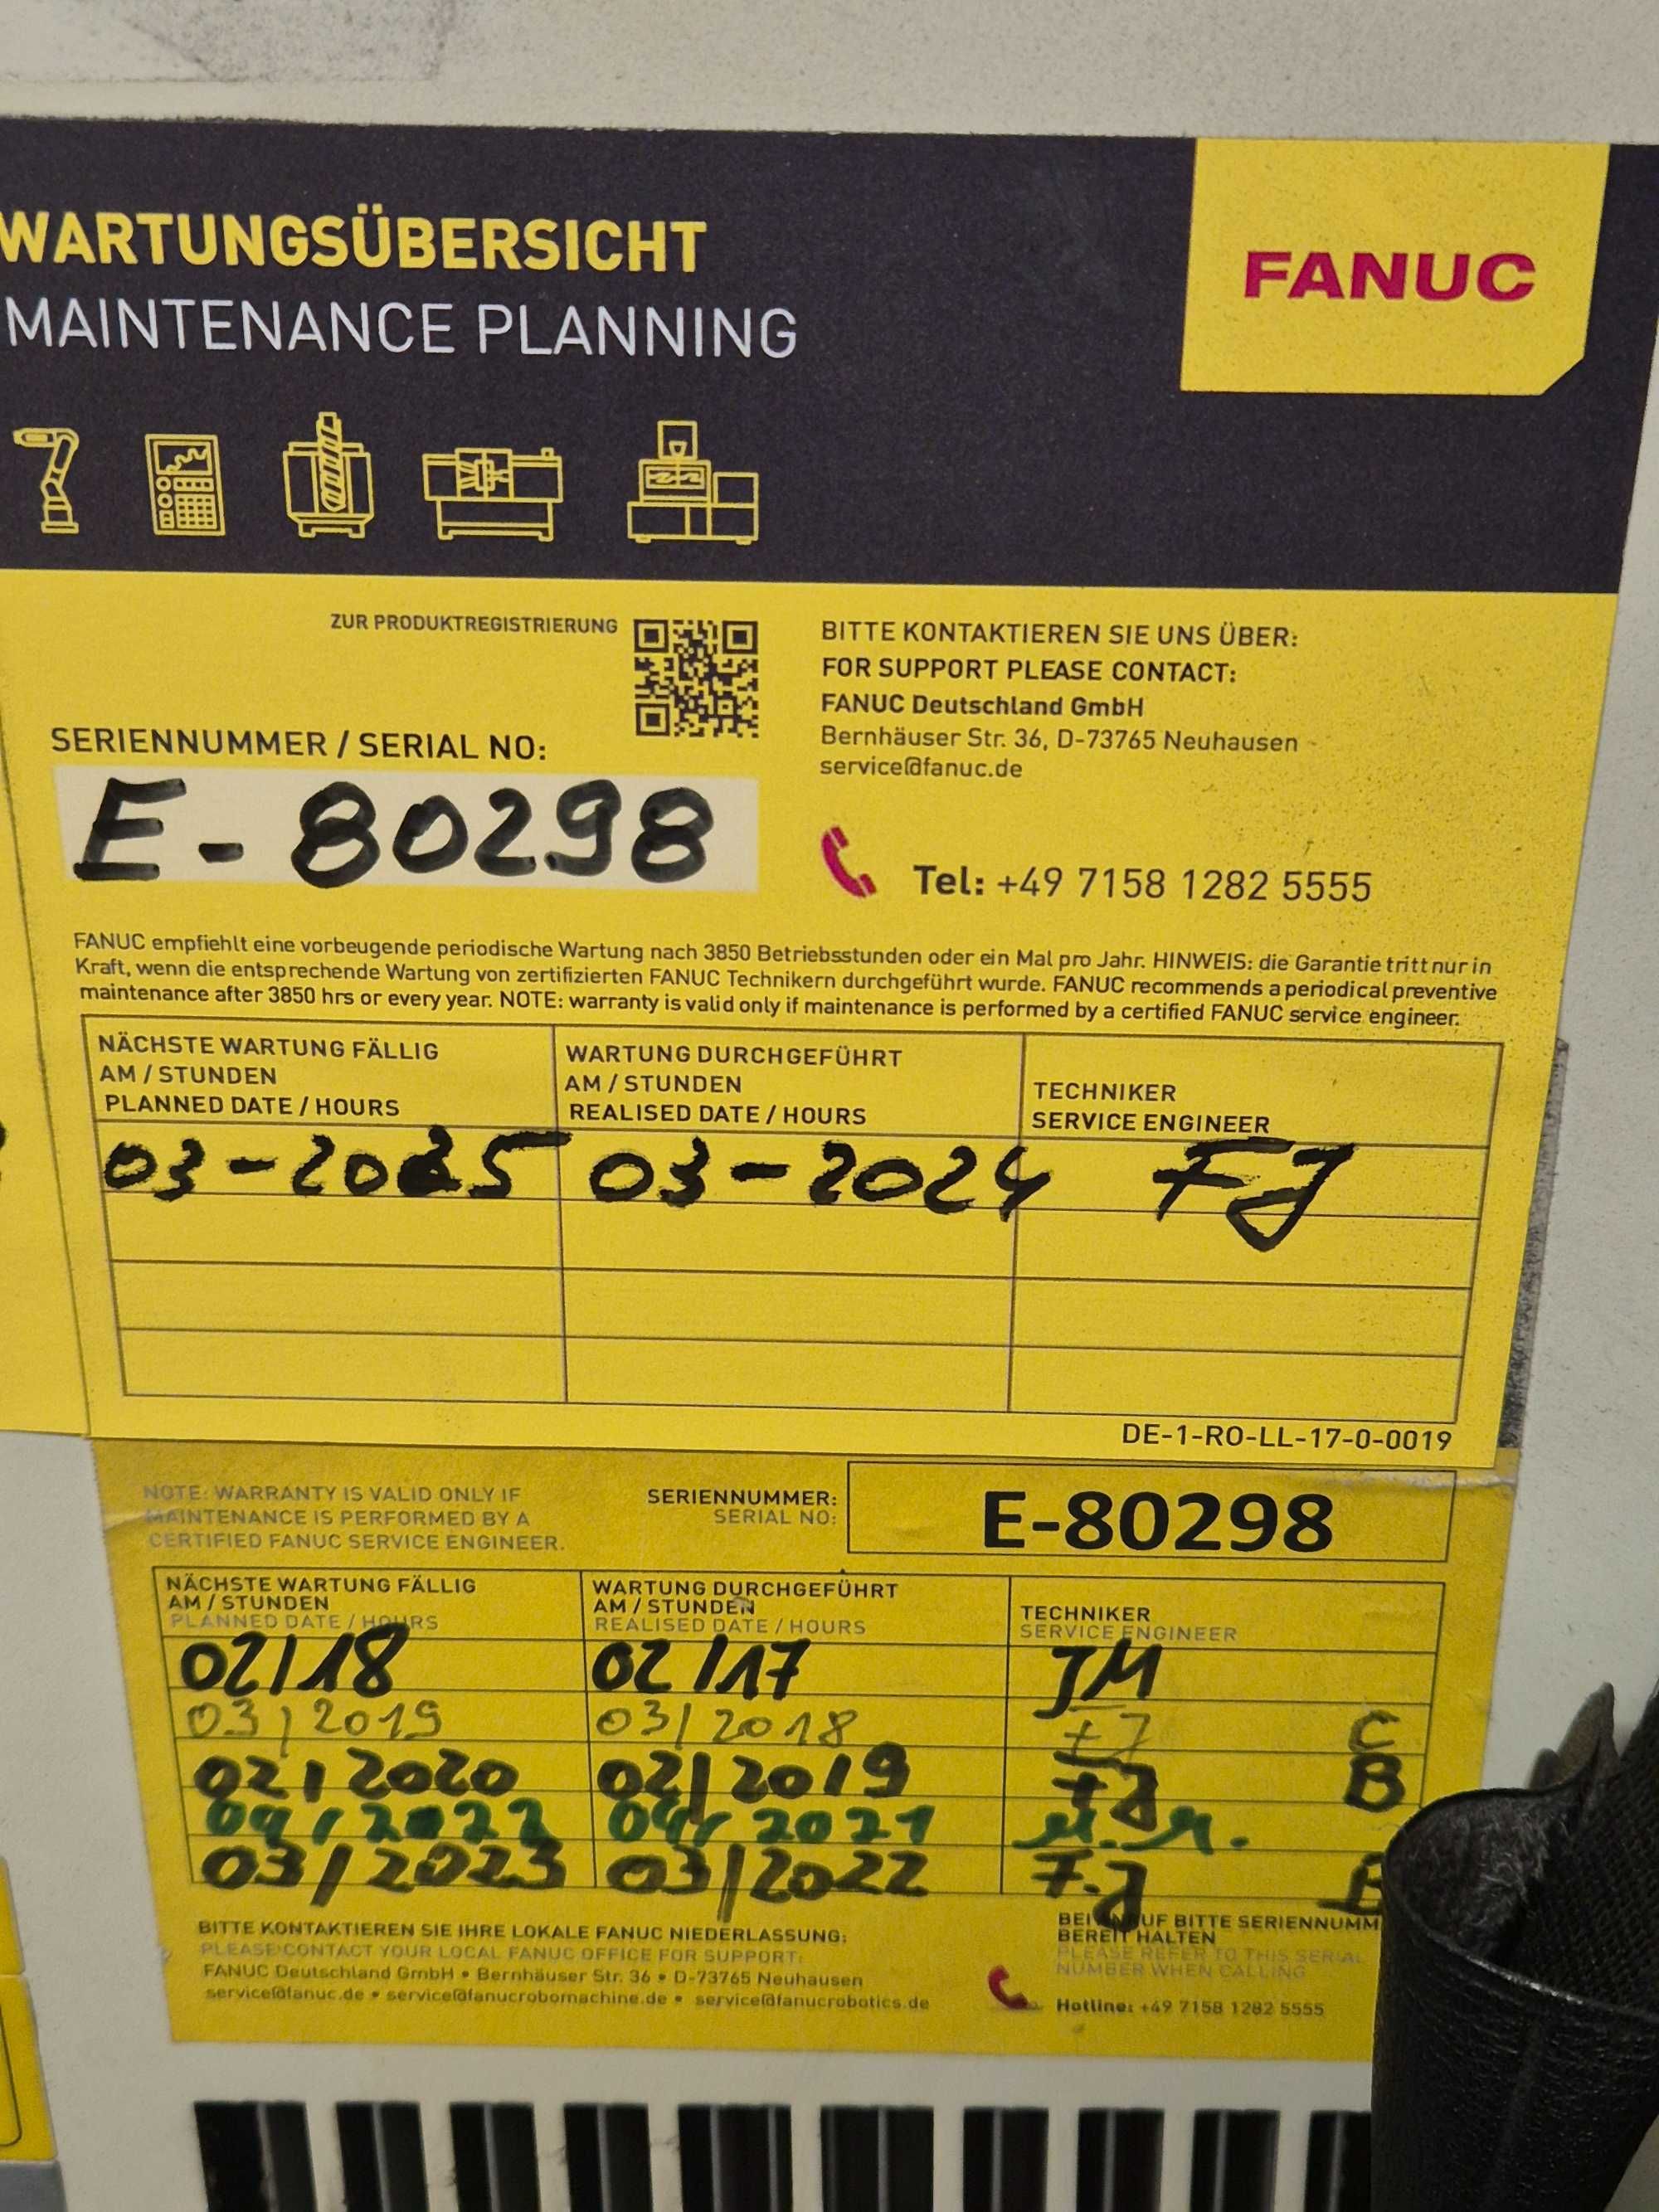 WARTUNGSÜBERSICHT
MAINTENANCE PLANNING
FANUC
ZUR PRODUKTREGISTRIERUNG
SERIENNUMMER / SERIAL NO:
E-80298
BITTE KONTAKTIEREN SIE UNS ÜBER:
FOR SUPPORT PLEASE CONTACT:
FANUC Deutschland GmbH
Bernhäuser Str. 36, D-73765 Neuhausen
service@fanuc.de
Tel: +49 7158 1282 5555
FANUC empfiehlt eine vorbeugende periodische Wartung nach 3850 Betriebsstunden oder ein Mal pro Jahr. HINWEIS: die Garantie tritt nur in
Kraft, wenn die entsprechende Wartung von zertifizierten FANUC Technikern durchgeführt wurde. FANUC recommends a periodical preventive
maintenance after 3850 hrs or every year. NOTE: warranty is valid only if maintenance is performed by a certified FANUC service engineer.
NÄCHSTE WARTUNG FÄLLIG
AM / STUNDEN
PLANNED DATE / HOURS
WARTUNG DURCHGEFÜHRT
AM / STUNDEN
REALISED DATE / HOURS
TECHNIKER
SERVICE ENGINEER
03-2025 03-2024 FJ
DE-1-RO-LL-17-0-0019
NOTE: WARRANTY IS VALID ONLY IF
MAINTENANCE IS PERFORMED BY A
CERTIFIED FANUC SERVICE ENGINEER.
SERIENNUMMER:
SERIAL NO:
E-80298
NÄCHSTE WARTUNG FÄLLIG
AM / STUNDEN
PLANNED DATE / HOURS
WARTUNG DURCHGEFÜHRT
AM / STUNDEN
REALISED DATE / HOURS
TECHNIKER
SERVICE ENGINEER
02/18 02/17 JM
03/2019 03/2018 FJ C
02/2020 02/2019 FJ B
04/2022 04/2021
03/2023 03/2022 F.J B
BITTE KONTAKTIEREN SIE IHRE LOKALE FANUC NIEDERLASSUNG:
PLEASE CONTACT YOUR LOCAL FANUC OFFICE FOR SUPPORT:
FANUC Deutschland GmbH • Bernhäuser Str. 36 • D-73765 Neuhausen
service@fanuc.de • service@fanucrobomachine.de • service@fanucrobotics.de
BEI ANRUF BITTE SERIENNUMM
BEREIT HALTEN
PLEASE REFER TO THIS SERIAL
NUMBER WHEN CALLING
Hotline: +49 7158 1282 5555